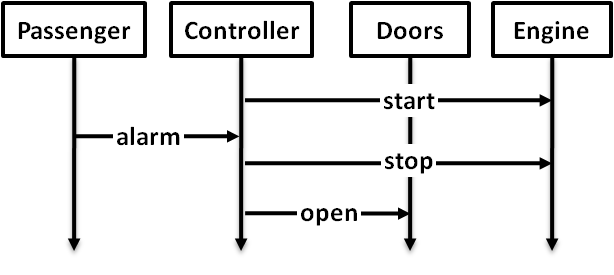 Passenger Controller Doors Engine
start
alarm
stop
open